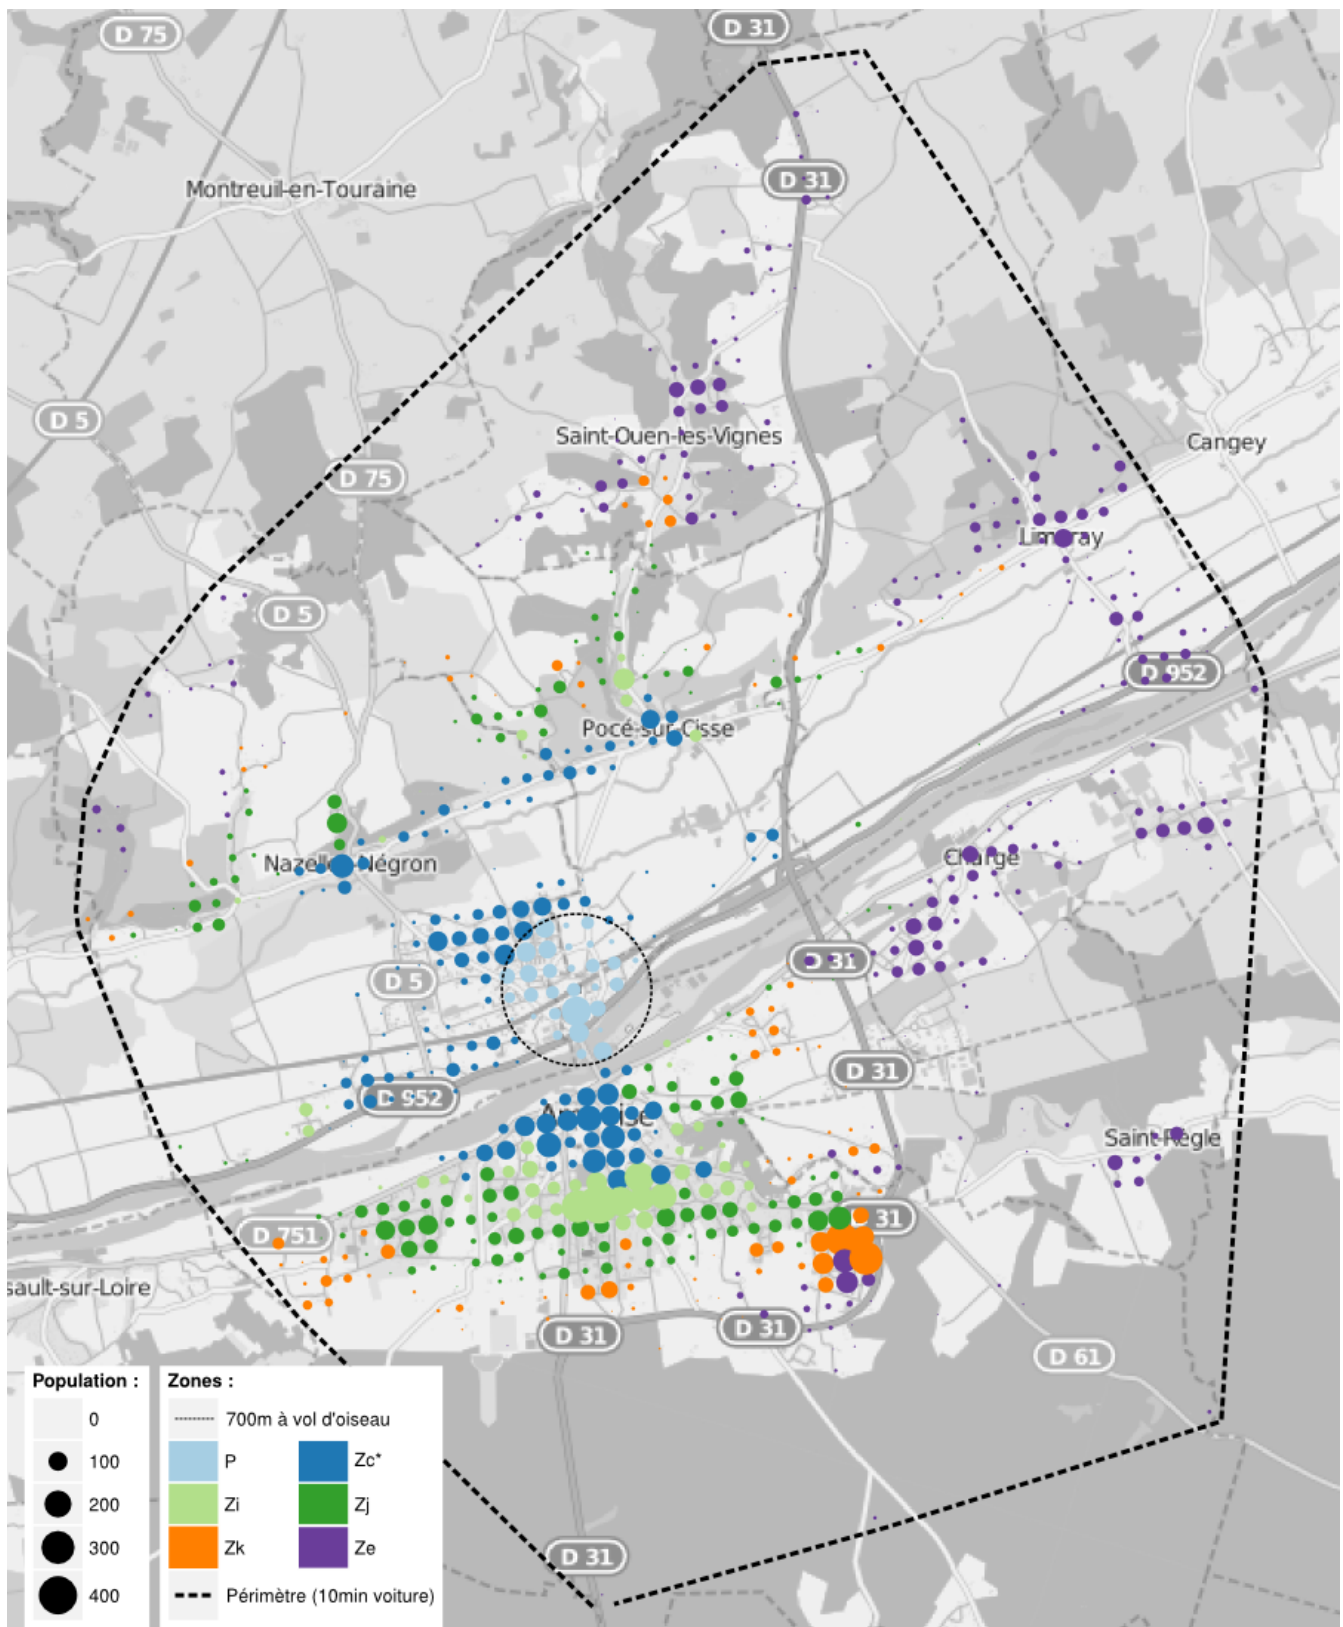 D 75
D 31
Montreuil-en-Touraine
D 31
D 5
Saint-Ouen-les-Vignes
Cangey
D 75
Limeray
D 5
D 952
Pocé-sur-Cisse
Nazelles-Négron
Chargé
D 31
D 5
D 31
D 952
Amboise
Saint-Règle
D 31
D 751
sault-sur-Loire
D 31
D 31
D 61
Population :
0
100
200
300
400
Zones :
700m à vol d'oiseau
P
Zc*
Zi
Zj
Zk
Ze
Périmètre (10min voiture)
D 31